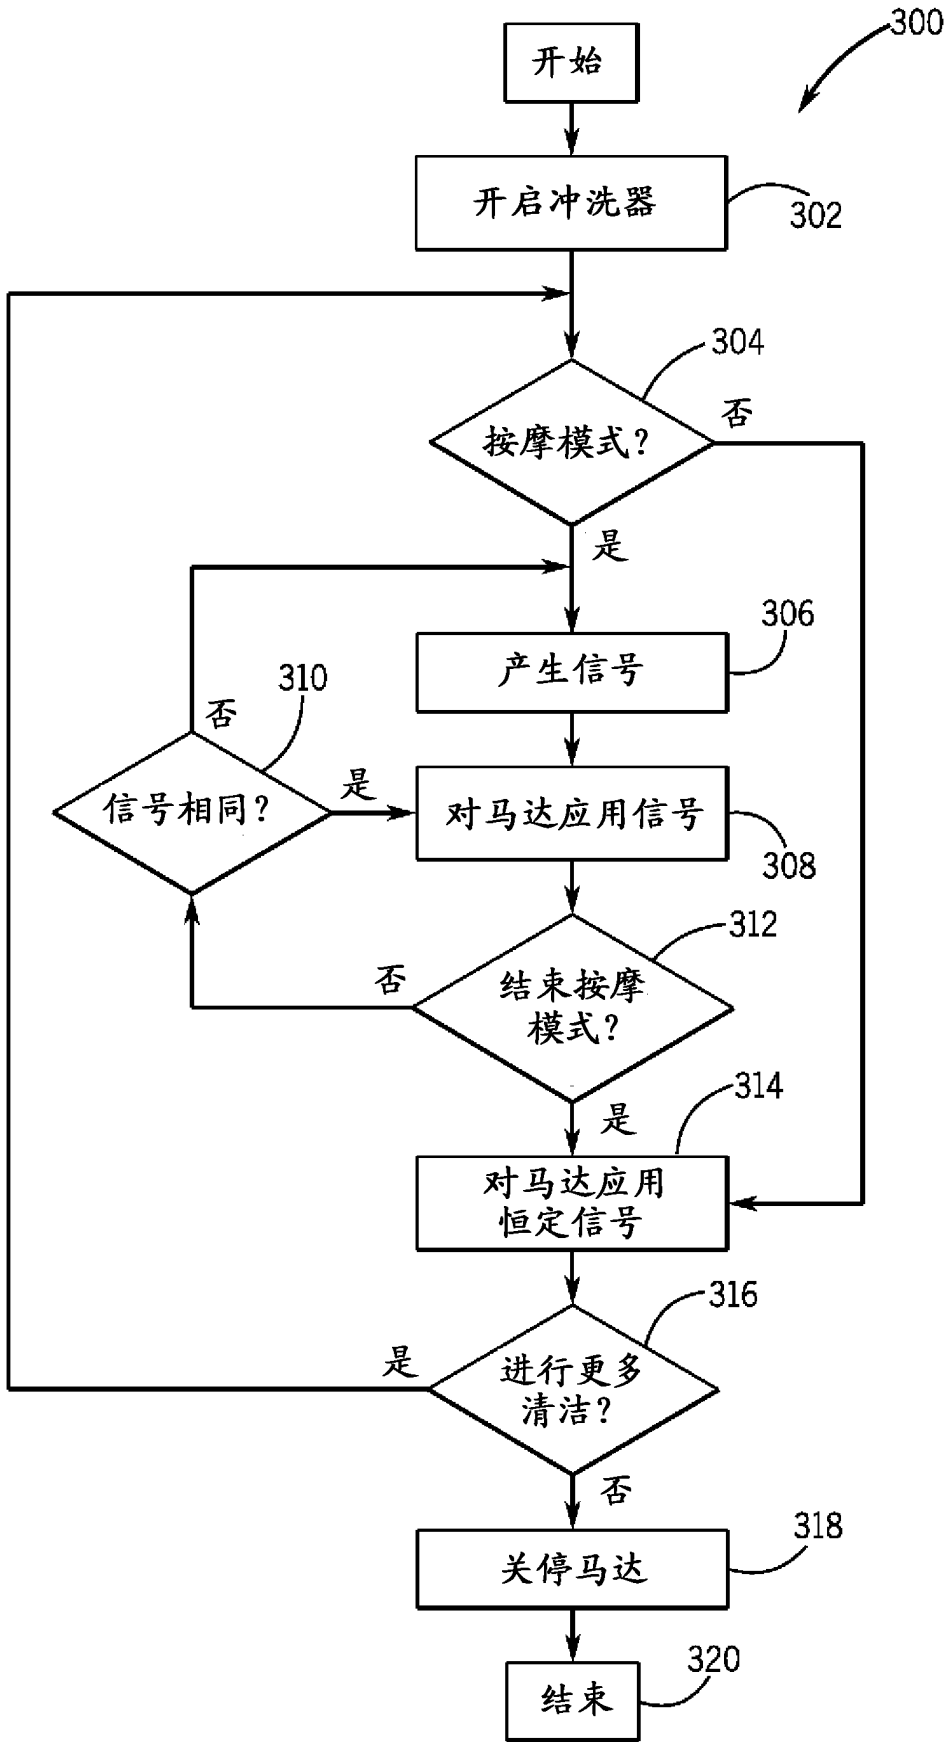 300
开始
开启冲洗器
302
304
按摩模式？
否
是
306
产生信号
310
否
信号相同？
是
对马达应用信号
308
312
否
结束按摩
模式？
是
314
对马达应用
恒定信号
316
是
进行更多
清洁？
否
318
关停马达
320
结束